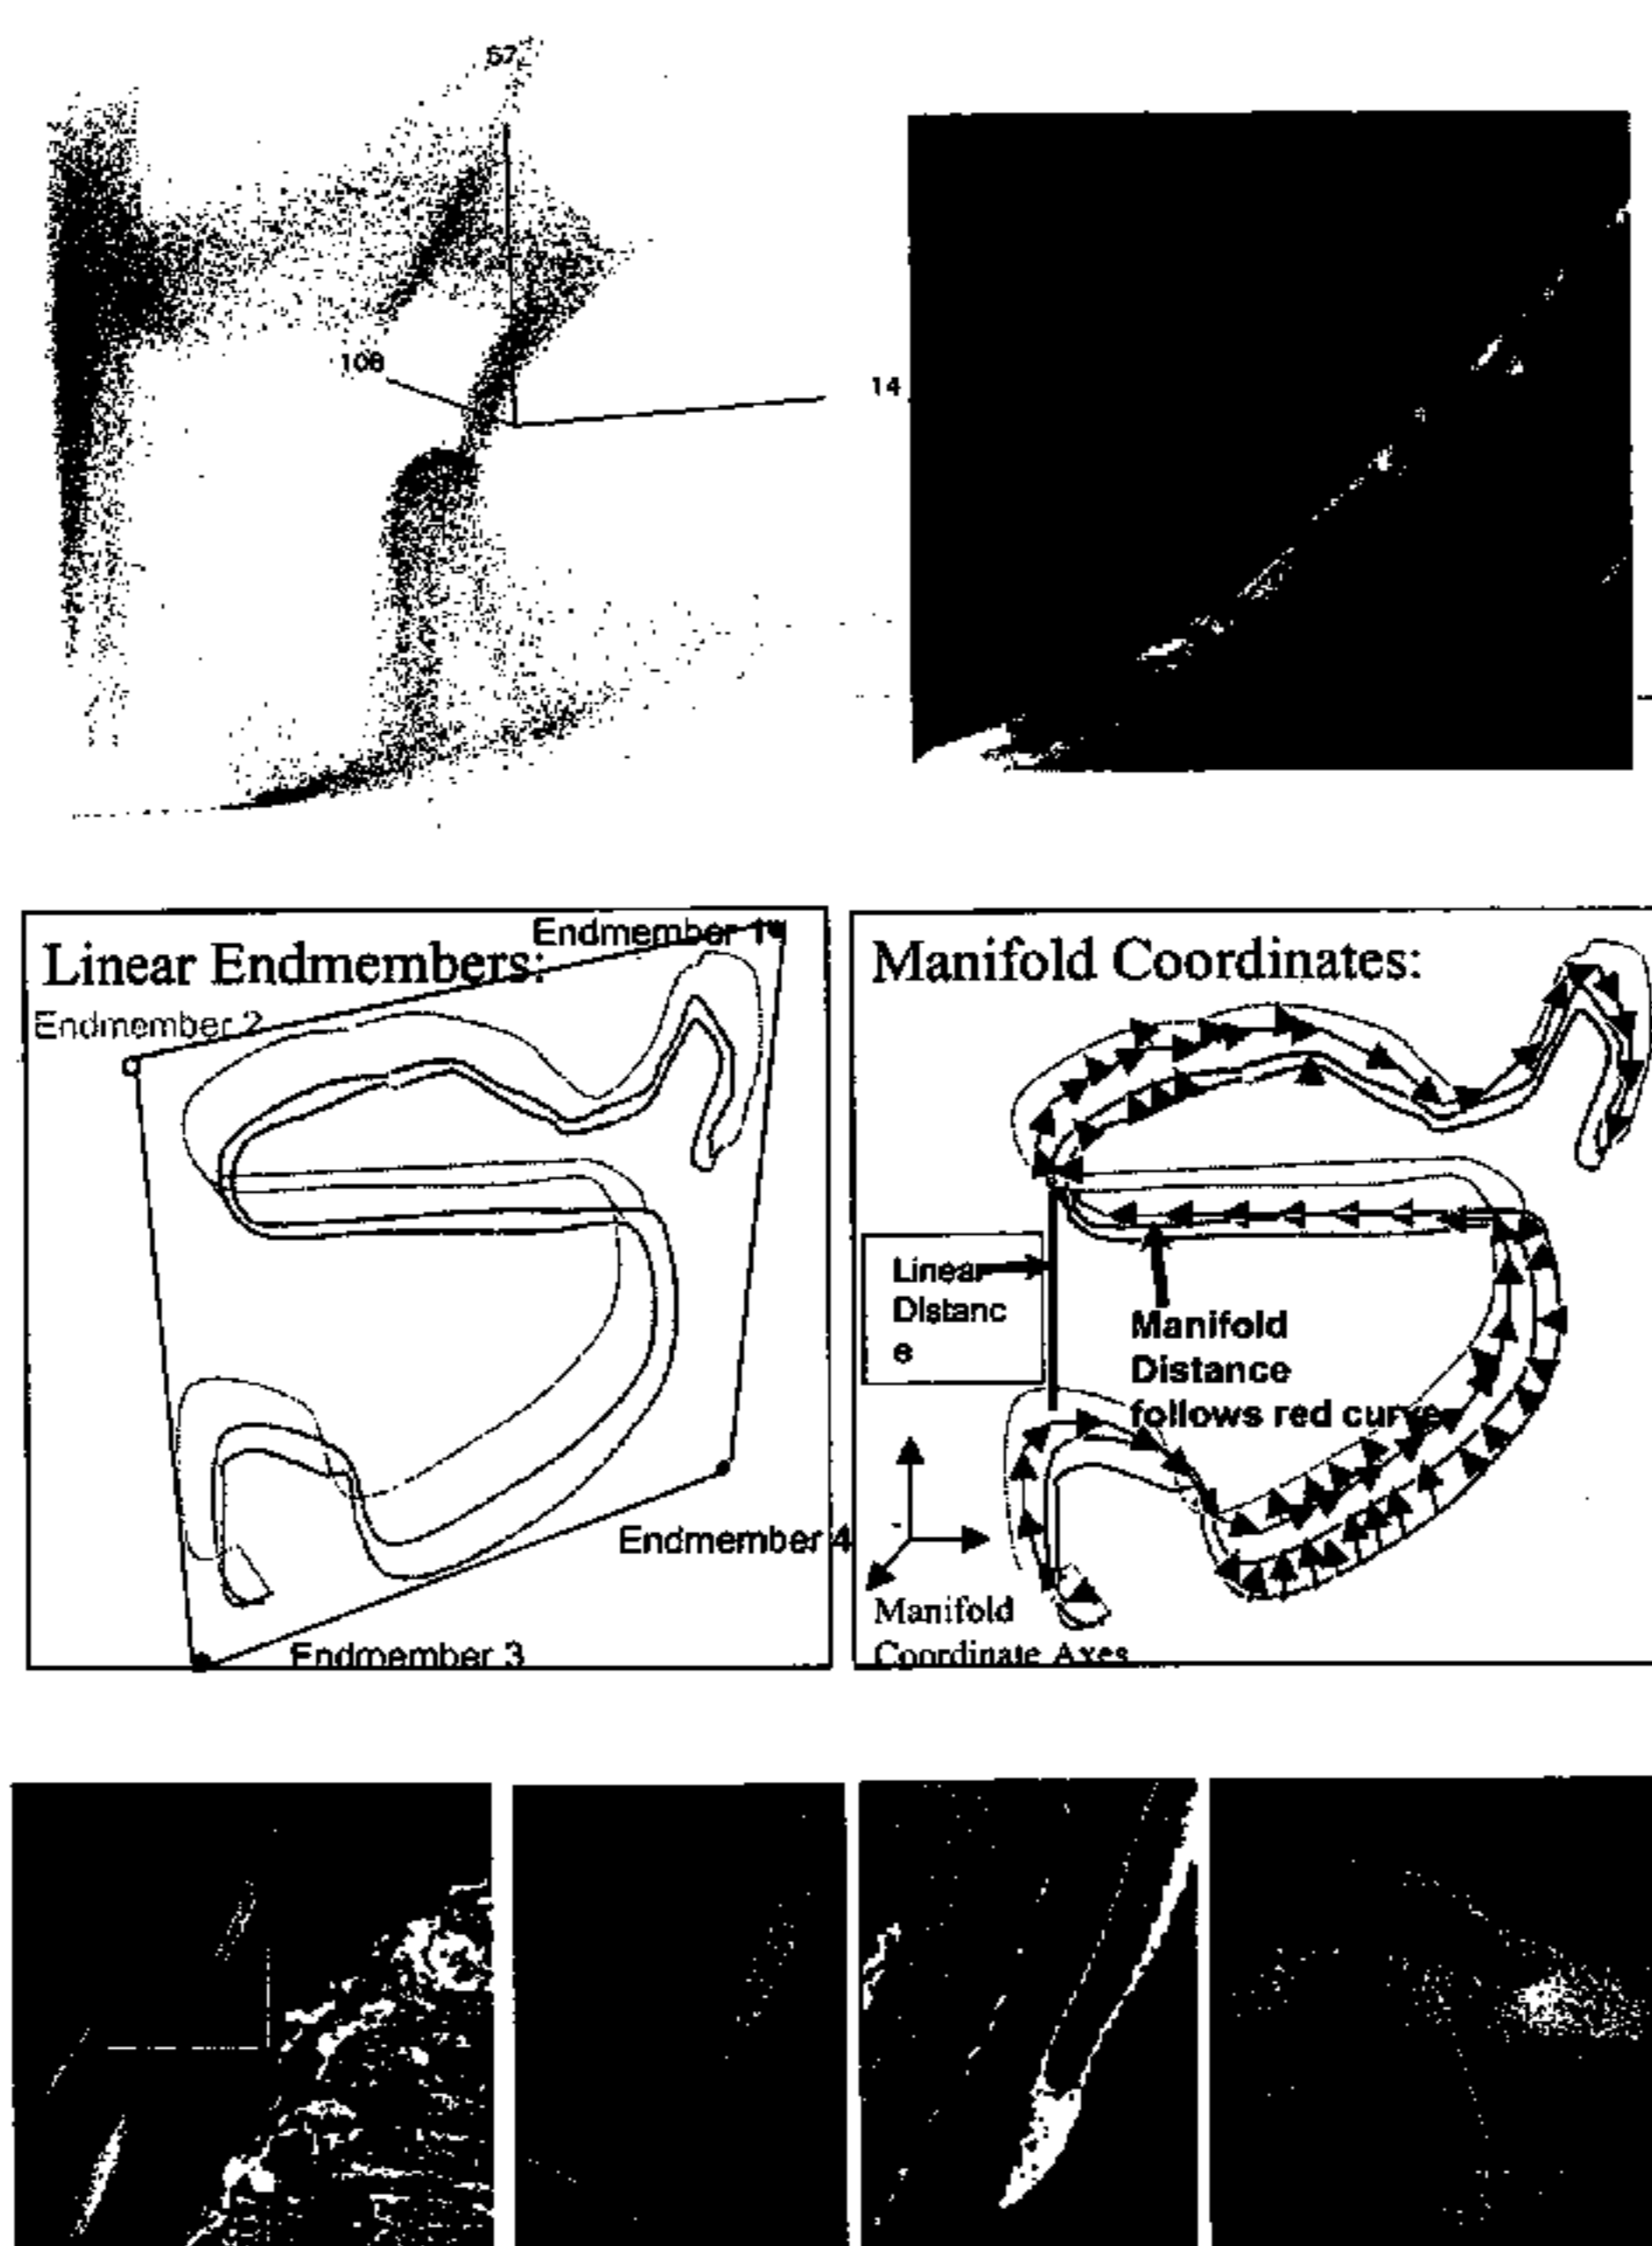 57
108
14
Endmember 1
Linear Endmembers:
Endmember 2
Endmember 4
Endmember 3
Manifold Coordinates:
Linear
Distanc
e
Manifold
Distance
follows red curve
Manifold
Coordinate Axes